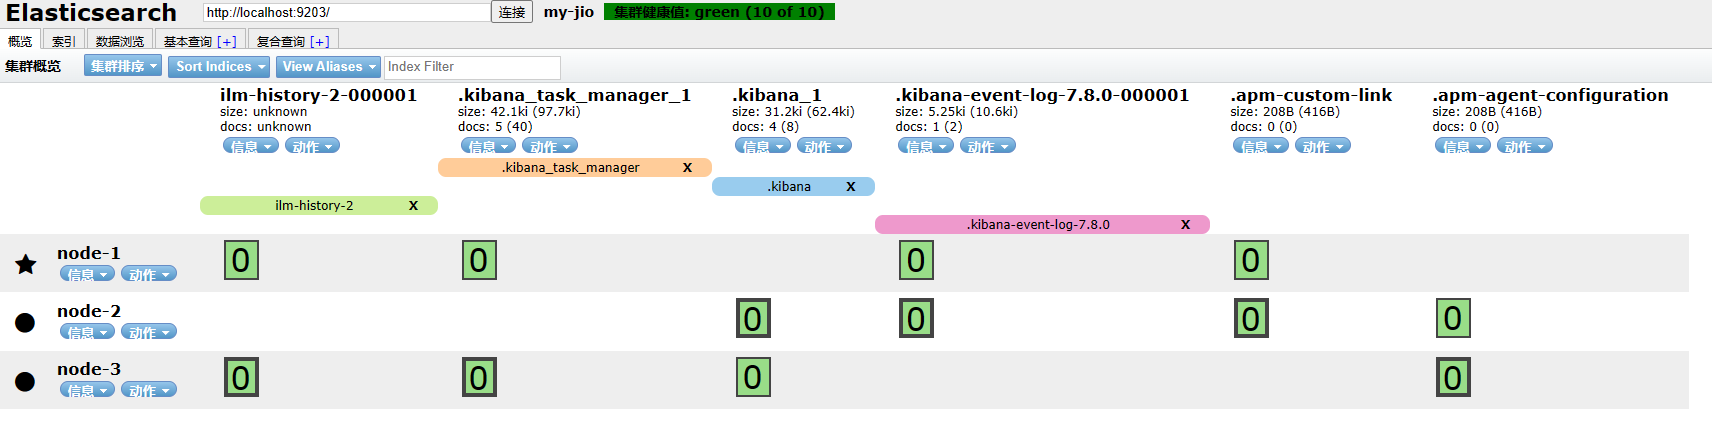 Elasticsearch http://localhost:9203/ 连接 my-jio 集群健康值: green (10 of 10)
概览 索引 数据浏览 基本查询 [+] 复合查询 [+]
集群概览 集群排序 Sort Indices View Aliases Index Filter
ilm-history-2-000001 .kibana_task_manager_1 .kibana_1 .kibana-event-log-7.8.0-000001 .apm-custom-link .apm-agent-configuration
size: unknown size: 42.1ki (97.7ki) size: 31.2ki (62.4ki) size: 5.25ki (10.6ki) size: 208B (416B) size: 208B (416B)
docs: unknown docs: 5 (40) docs: 4 (8) docs: 1 (2) docs: 0 (0) docs: 0 (0)
信息 动作 信息 动作 信息 动作 信息 动作 信息 动作 信息 动作
.kibana_task_manager X
.kibana X
ilm-history-2 X
.kibana-event-log-7.8.0 X
node-1 0 0 0 0
信息 动作
node-2 0 0 0 0
信息 动作
node-3 0 0 0 0
信息 动作